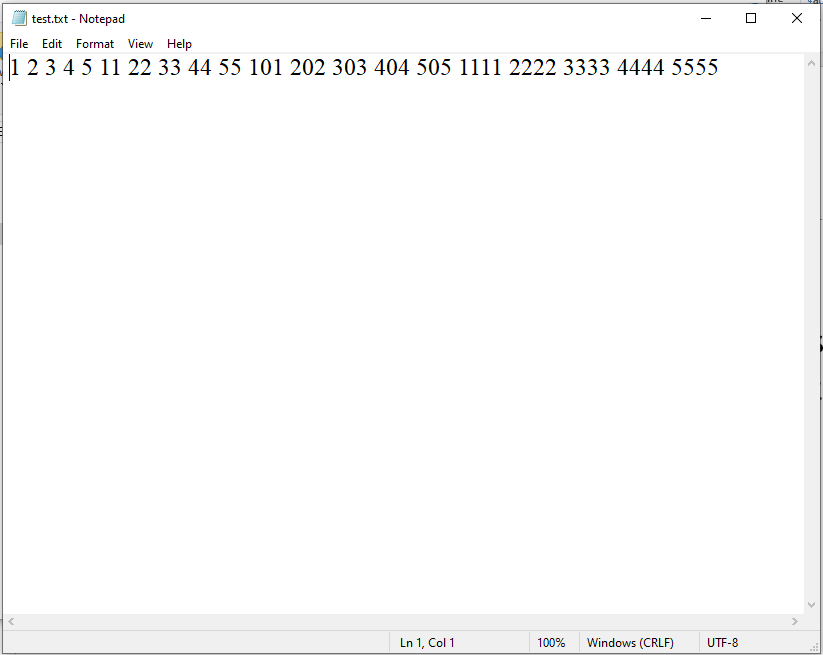 test.txt - Notepad
File Edit Format View Help
1 2 3 4 5 11 22 33 44 55 101 202 303 404 505 1111 2222 3333 4444 5555
Ln 1, Col 1 100% Windows (CRLF) UTF-8